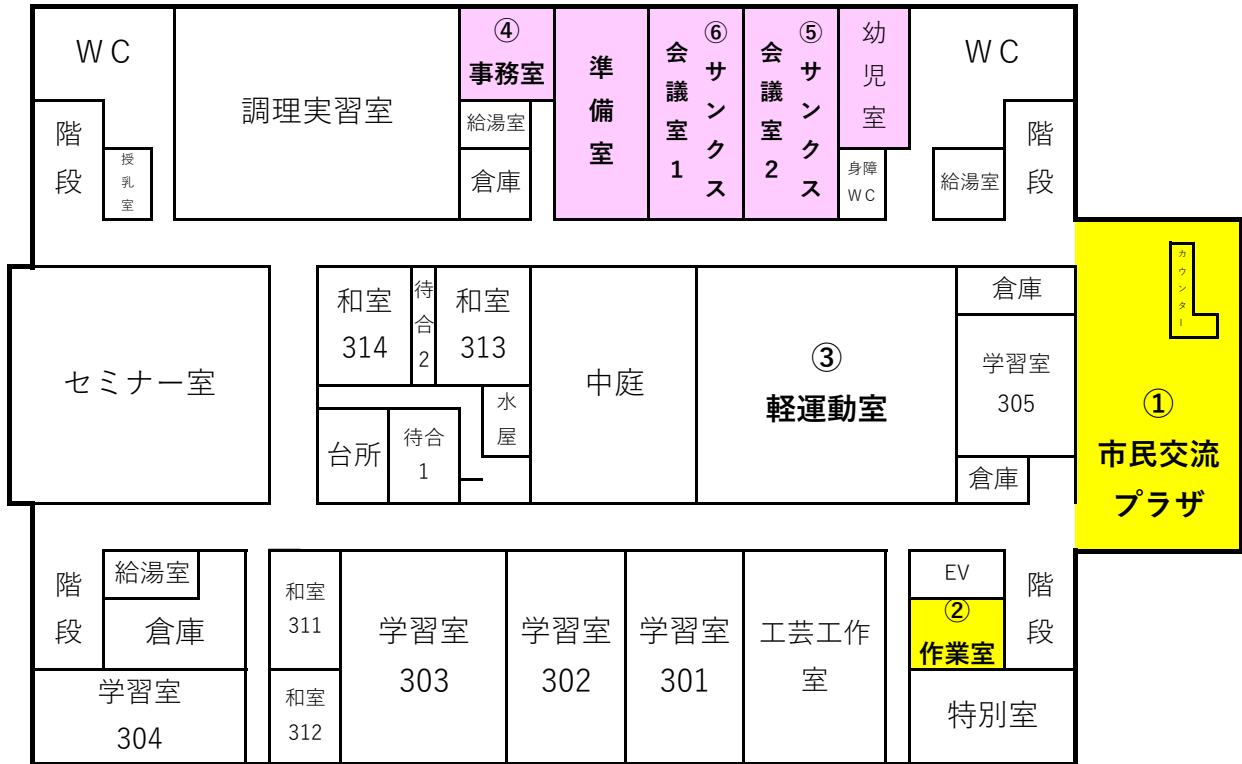 WC
調理実習室
④
事務室
準備室
⑥サンクス
会議室1
⑤サンクス
会議室2
幼児室
WC
階段
授乳室
給湯室
倉庫
身障
WC
給湯室
階段
カウンター
セミナー室
和室
314
待合2
和室
313
中庭
③
軽運動室
倉庫
学習室
305
①
市民交流
プラザ
台所
待合
1
水屋
倉庫
階段
給湯室
倉庫
和室
311
学習室
303
学習室
302
学習室
301
工芸工作
室
EV
②
作業室
階段
学習室
304
和室
312
特別室